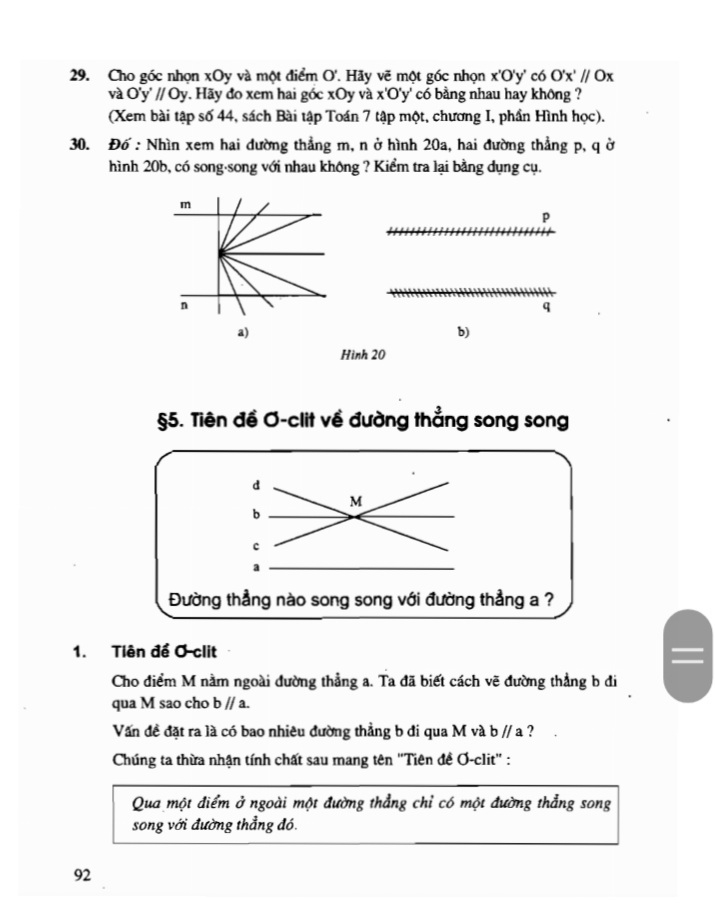 29. Cho góc nhọn xOy và một điểm O'. Hãy vẽ một góc nhọn x'O'y' có O'x' // Ox
và O'y' // Oy. Hãy đo xem hai góc xOy và x'O'y' có bằng nhau hay không ?
(Xem bài tập số 44, sách Bài tập Toán 7 tập một, chương I, phần Hình học).
30. Đố : Nhìn xem hai đường thẳng m, n ở hình 20a, hai đường thẳng p, q ở
hình 20b, có song song với nhau không ? Kiểm tra lại bằng dụng cụ.
m
p
n
q
a)
b)
Hình 20
§5. Tiên đề Ơ-clit về đường thẳng song song
d
M
b
c
a
Đường thẳng nào song song với đường thẳng a ?
1. Tiên đề Ơ-clit
Cho điểm M nằm ngoài đường thẳng a. Ta đã biết cách vẽ đường thẳng b đi
qua M sao cho b // a.
Vấn đề đặt ra là có bao nhiêu đường thẳng b đi qua M và b // a ?
Chúng ta thừa nhận tính chất sau mang tên "Tiên đề Ơ-clit" :
Qua một điểm ở ngoài một đường thẳng chỉ có một đường thẳng song
song với đường thẳng đó.
92